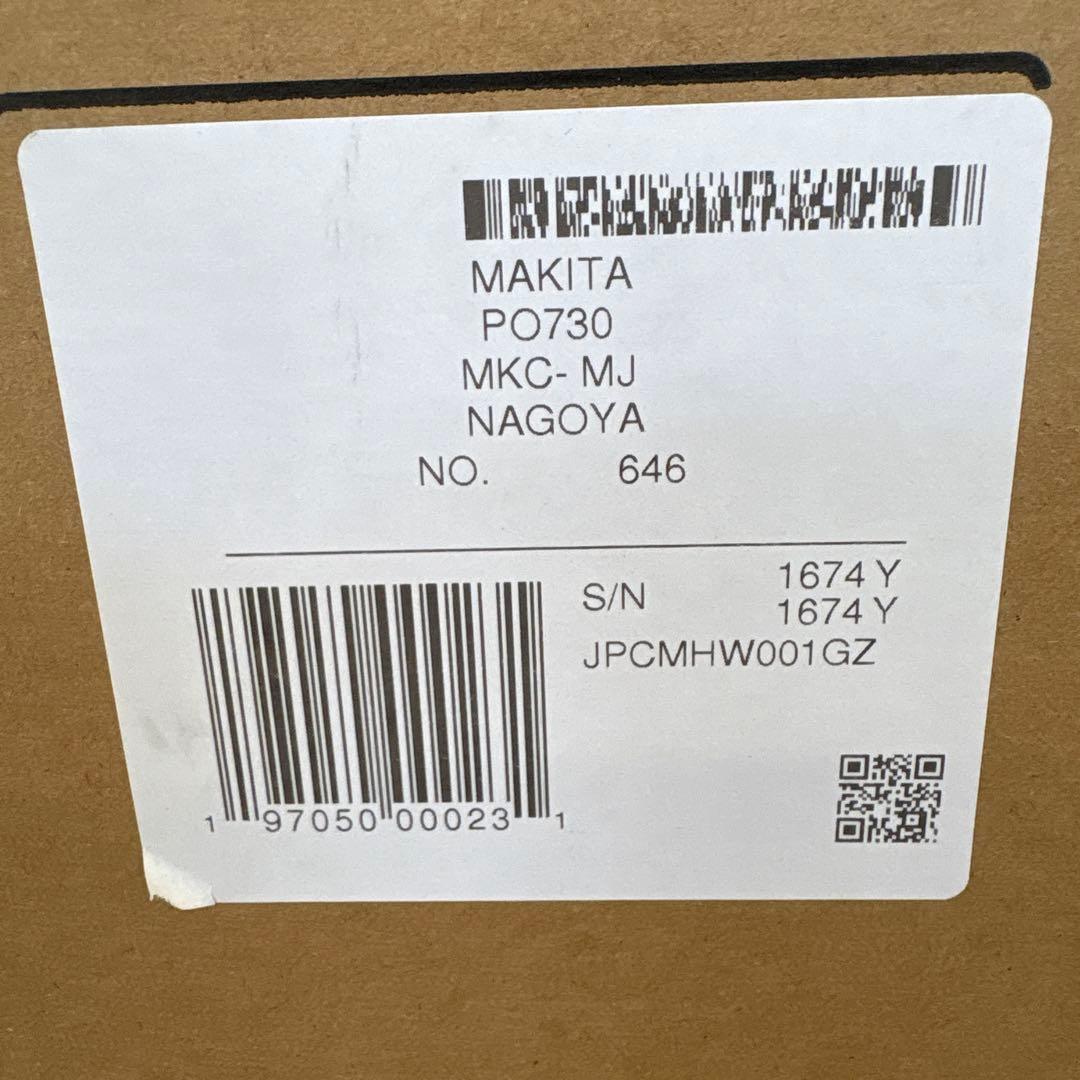 MAKITA
PO730
MKC- MJ
NAGOYA
NO. 646
S/N 1674 Y
1674 Y
JPCMHW001GZ
1 97050 00023 1